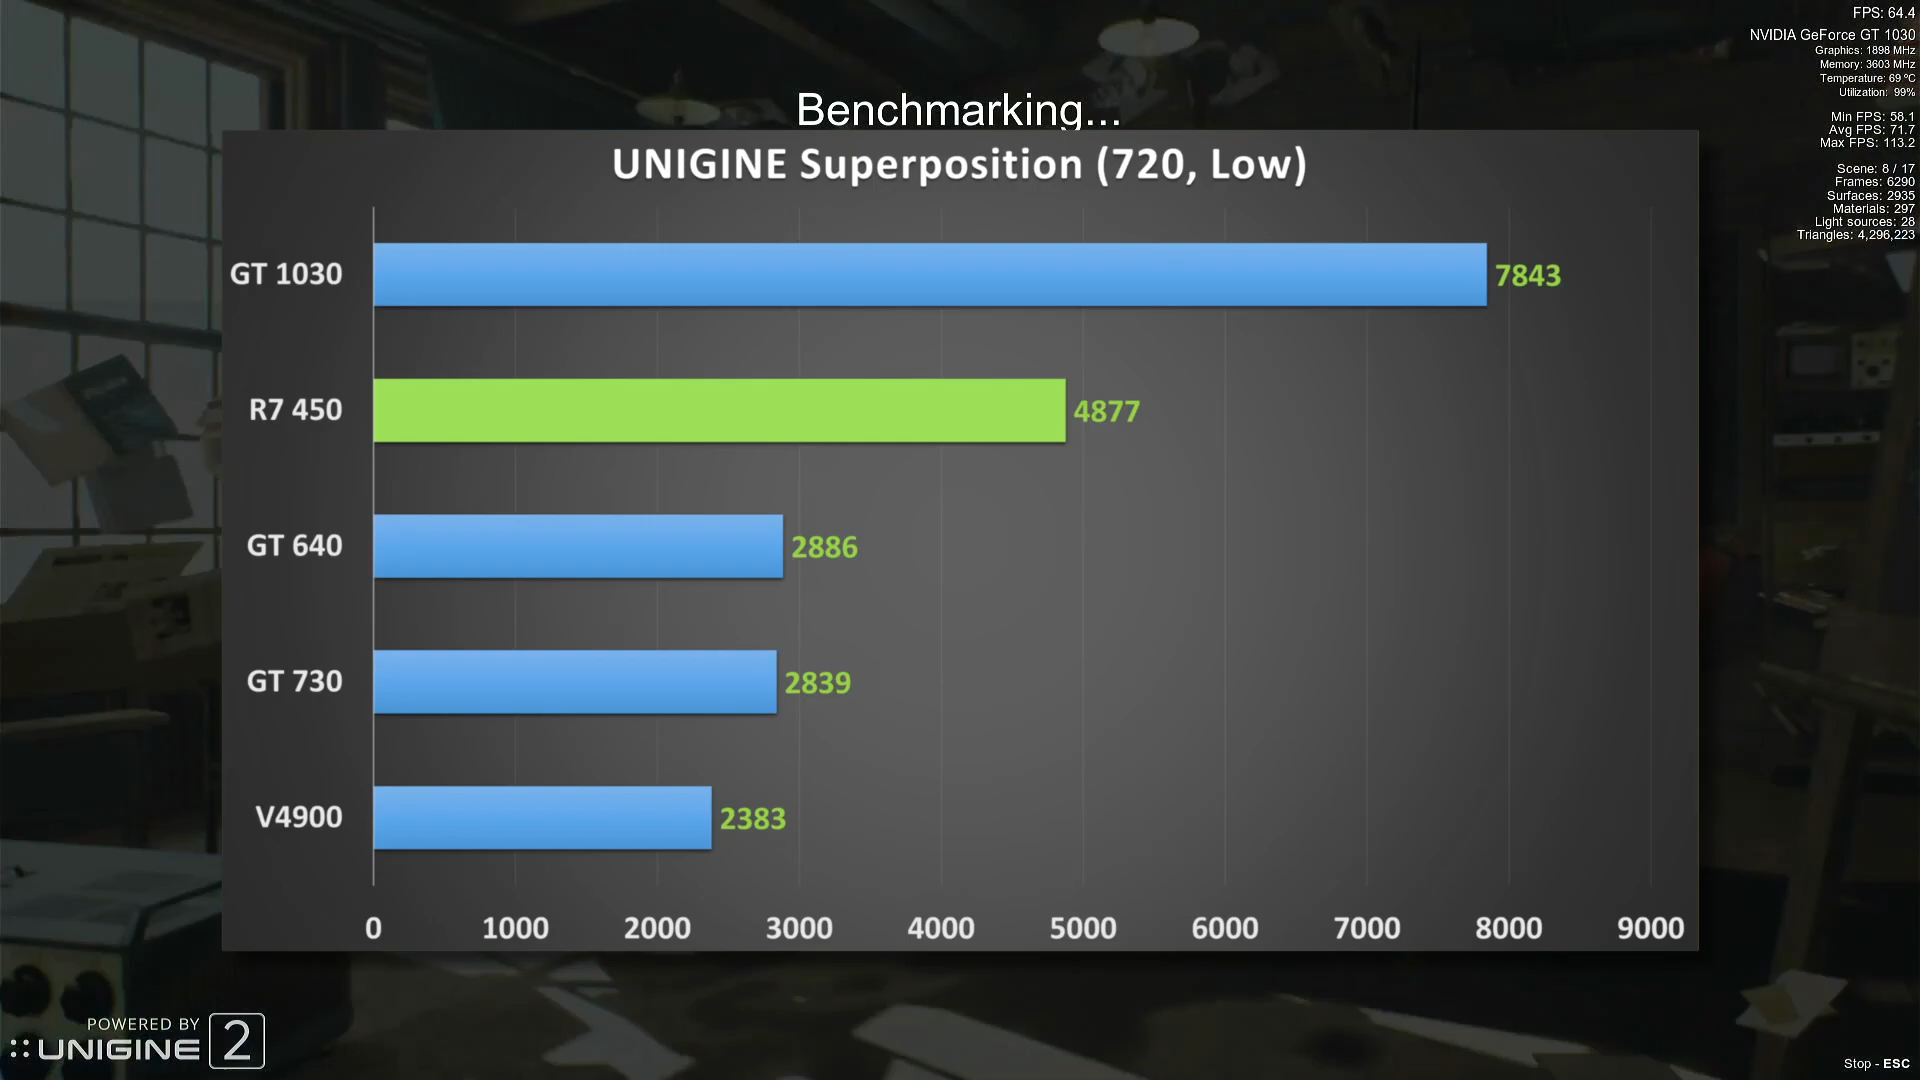 FPS: 64.4
NVIDIA GeForce GT 1030
Graphics: 1898 MHz
Memory: 3603 MHz
Temperature: 69 ºC
Utilization: 99%
Min FPS: 58.1
Avg FPS: 71.7
Max FPS: 113.2
Scene: 8 / 17
Frames: 6290
Surfaces: 2935
Materials: 297
Light sources: 28
Triangles: 4,296,223
Benchmarking...
UNIGINE Superposition (720, Low)
GT 1030 7843
R7 450 4877
GT 640 2886
GT 730 2839
V4900 2383
0 1000 2000 3000 4000 5000 6000 7000 8000 9000
POWERED BY
UNIGINE 2
Stop - ESC